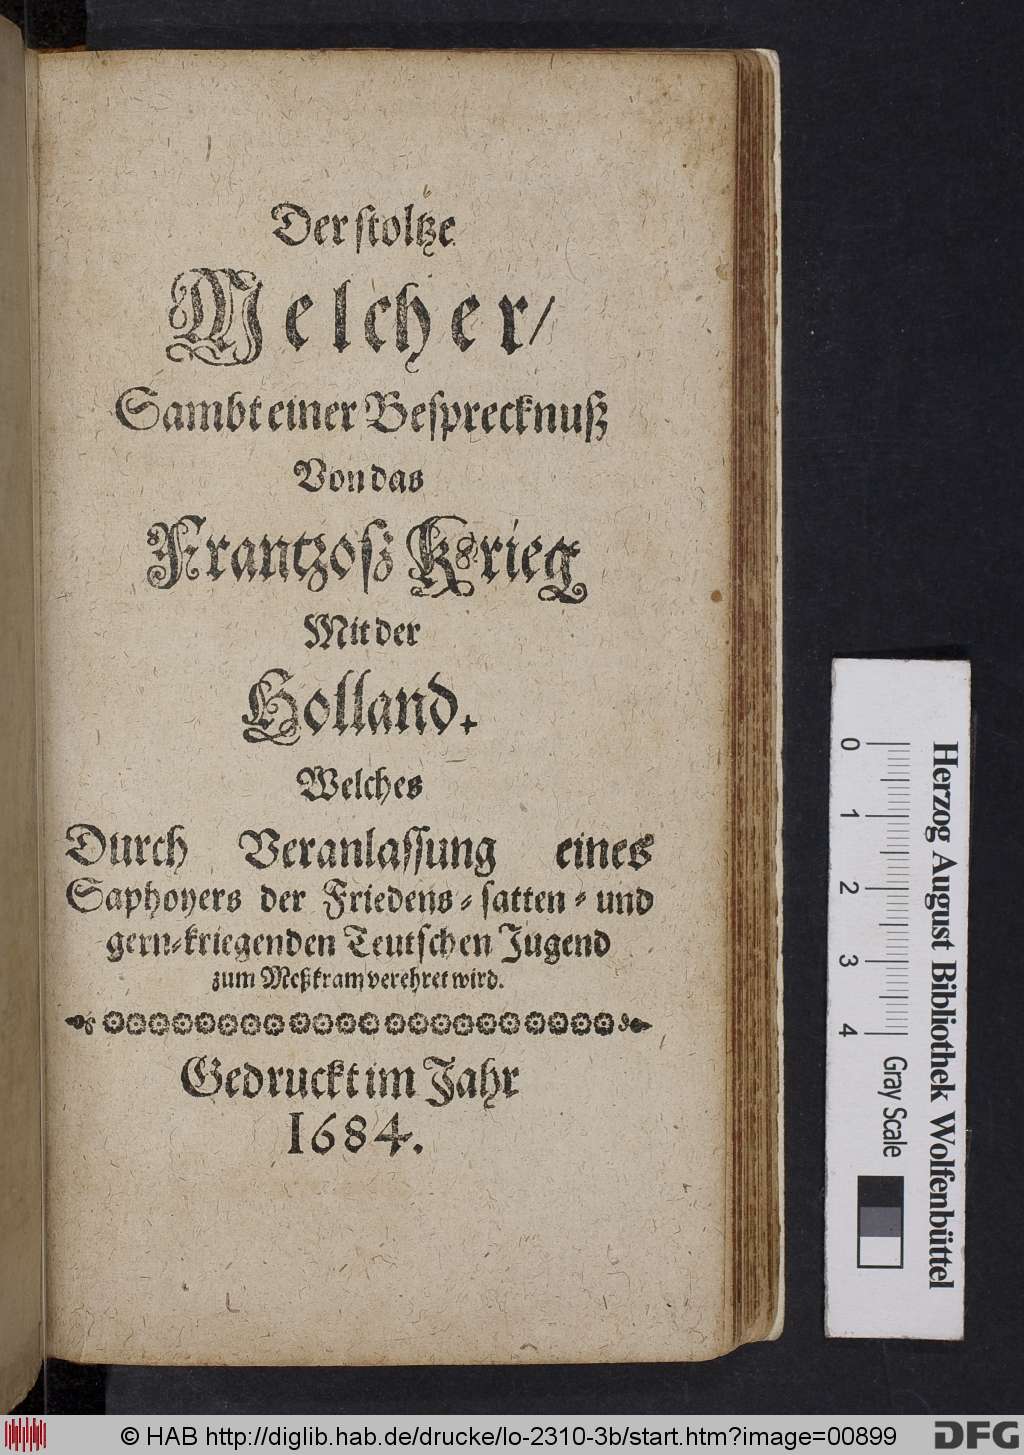 Der stoltze
Melcher/
Sambt einer Besprecknuß
Von das
Frantzoß Krieg
Mit der
Holland.
Welches
Durch Veranlassung eines
Saphoyers der Friedens-satten- und
gern-kriegenden Teutschen Jugend
zum Meßkram verehret wird.
Gedruckt im Jahr
1684.
0 1 2 3 4
Gray Scale
Herzog August Bibliothek Wolfenbüttel
© HAB http://diglib.hab.de/drucke/lo-2310-3b/start.htm?image=00899
DFG